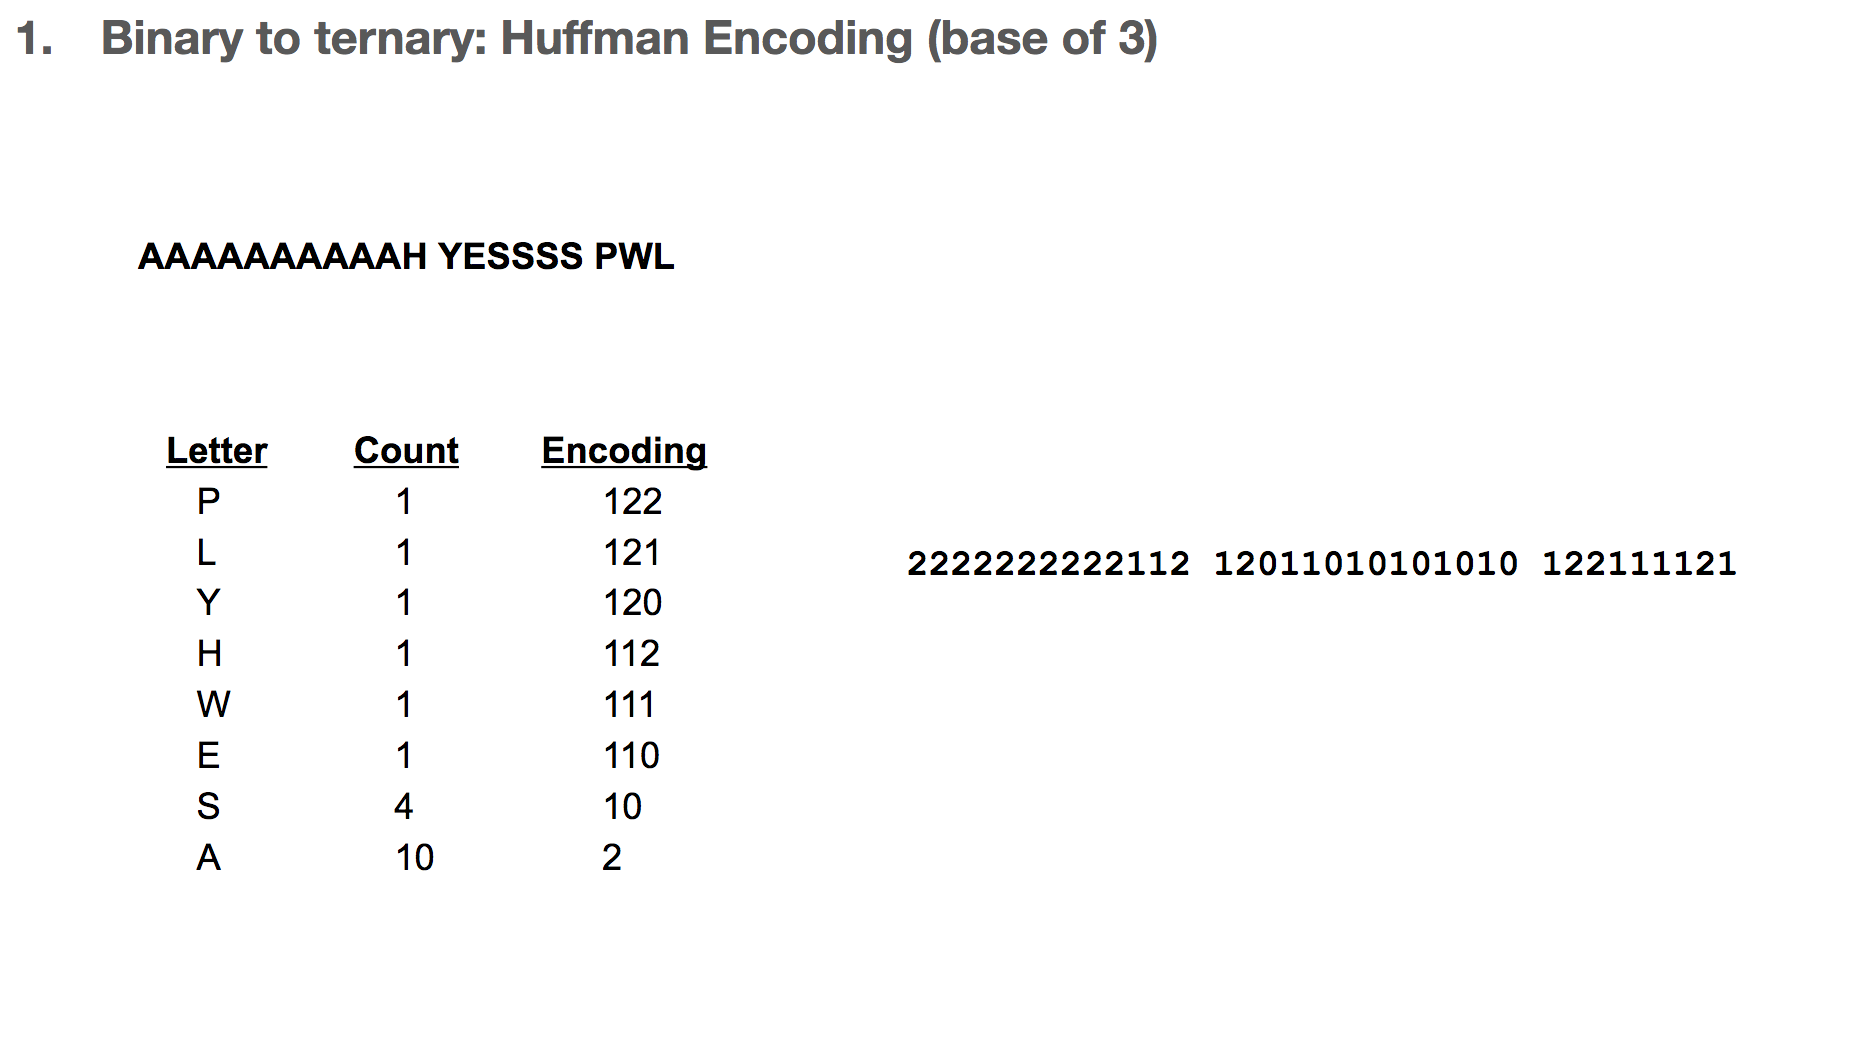 1. Binary to ternary: Huffman Encoding (base of 3)
AAAAAAAAAAH YESSSS PWL
Letter Count Encoding
P 1 122
L 1 121
Y 1 120
H 1 112
W 1 111
E 1 110
S 4 10
A 10 2
2222222222112 12011010101010 122111121